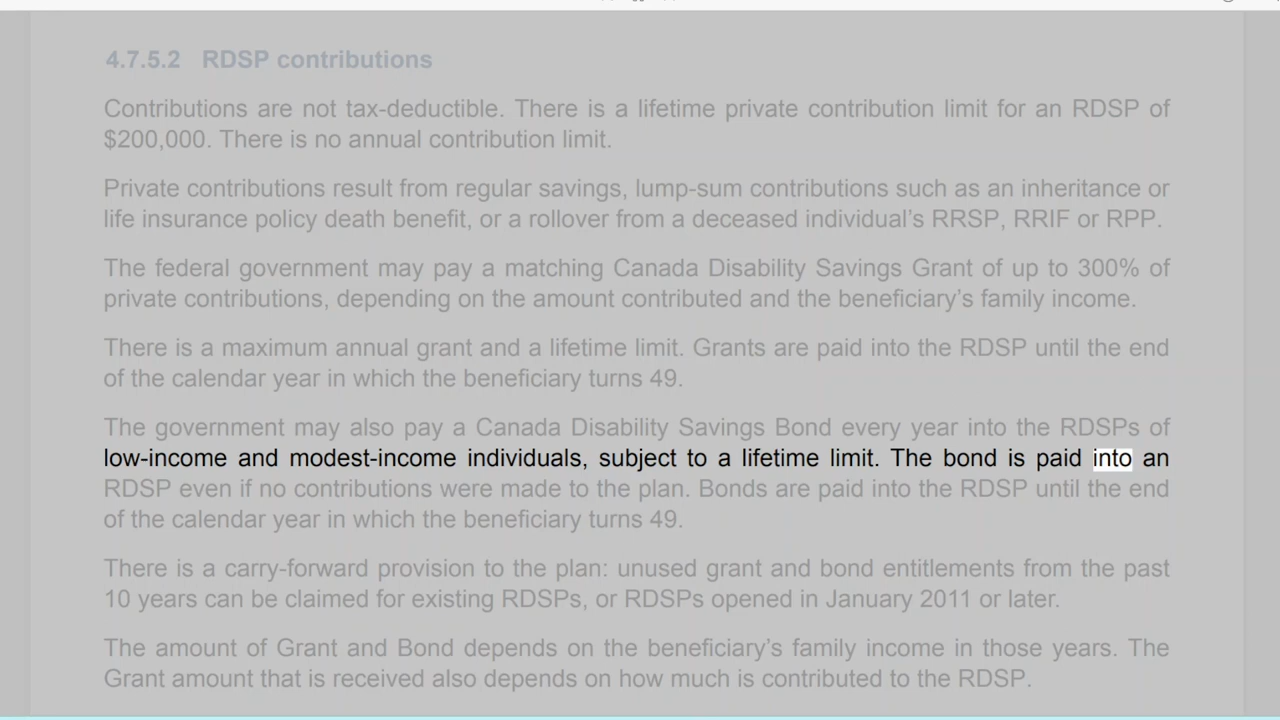 4.7.5.2 RDSP contributions
Contributions are not tax-deductible. There is a lifetime private contribution limit for an RDSP of
$200,000. There is no annual contribution limit.
Private contributions result from regular savings, lump-sum contributions such as an inheritance or
life insurance policy death benefit, or a rollover from a deceased individual’s RRSP, RRIF or RPP.
The federal government may pay a matching Canada Disability Savings Grant of up to 300% of
private contributions, depending on the amount contributed and the beneficiary’s family income.
There is a maximum annual grant and a lifetime limit. Grants are paid into the RDSP until the end
of the calendar year in which the beneficiary turns 49.
The government may also pay a Canada Disability Savings Bond every year into the RDSPs of
low-income and modest-income individuals, subject to a lifetime limit. The bond is paid into an
RDSP even if no contributions were made to the plan. Bonds are paid into the RDSP until the end
of the calendar year in which the beneficiary turns 49.
There is a carry-forward provision to the plan: unused grant and bond entitlements from the past
10 years can be claimed for existing RDSPs, or RDSPs opened in January 2011 or later.
The amount of Grant and Bond depends on the beneficiary’s family income in those years. The
Grant amount that is received also depends on how much is contributed to the RDSP.